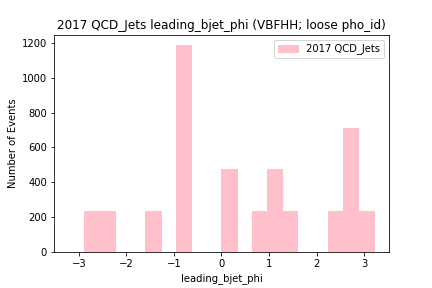 2017 QCD_Jets leading_bjet_phi (VBFHH; loose pho_id)
2017 QCD_Jets
Number of Events
1200
1000
800
600
400
200
0
−3 −2 −1 0 1 2 3
leading_bjet_phi